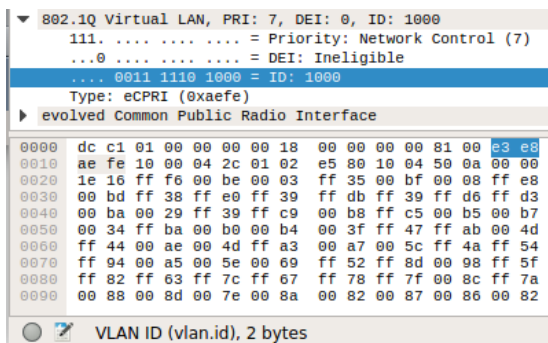 802.1Q Virtual LAN, PRI: 7, DEI: 0, ID: 1000
111. .... .... .... = Priority: Network Control (7)
...0 .... .... .... = DEI: Ineligible
.... 0011 1110 1000 = ID: 1000
Type: eCPRI (0xaefe)
evolved Common Public Radio Interface
0000 dc c1 01 00 00 00 00 18 00 00 00 00 81 00 e3 e8
0010 ae fe 10 00 04 2c 01 02 e5 80 10 04 50 0a 00 00
0020 1e 16 ff f6 00 be 00 03 ff 35 00 bf 00 08 ff e8
0030 00 bd ff 38 ff e0 ff 39 ff db ff 39 ff d6 ff d3
0040 00 ba 00 29 ff 39 ff c9 00 b8 ff c5 00 b5 00 b7
0050 00 34 ff ba 00 b0 00 b4 00 3f ff 47 ff ab 00 4d
0060 ff 44 00 ae 00 4d ff a3 00 a7 00 5c ff 4a ff 54
0070 ff 94 00 a5 00 5e 00 69 ff 52 ff 8d 00 98 ff 5f
0080 ff 82 ff 63 ff 7c ff 67 ff 78 ff 7f 00 8c ff 7a
0090 00 88 00 8d 00 7e 00 8a 00 82 00 87 00 86 00 82
VLAN ID (vlan.id), 2 bytes